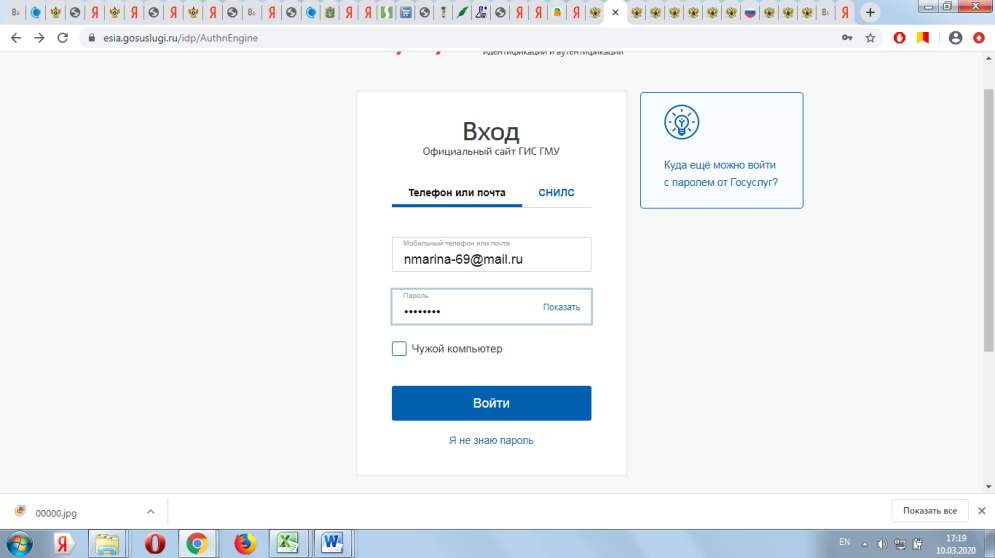 esia.gosuslugi.ru/idp/AuthnEngine
идентификации и аутентификации
Вход
Официальный сайт ГИС ГМУ
Телефон или почта
СНИЛС
Мобильный телефон или почта
nmarina-69@mail.ru
Пароль
••••••••
Показать
Чужой компьютер
Войти
Я не знаю пароль
Куда ещё можно войти
с паролем от Госуслуг?
00000.jpg
Показать все
EN
17:19
10.03.2020